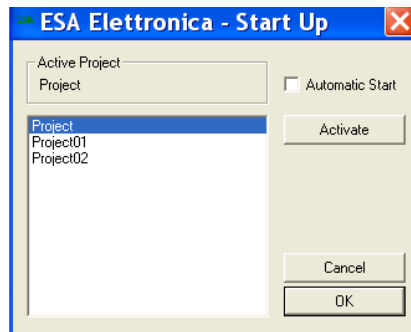 ESA Elettronica - Start Up
Active Project
Project
Automatic Start
Project
Project01
Project02
Activate
Cancel
OK